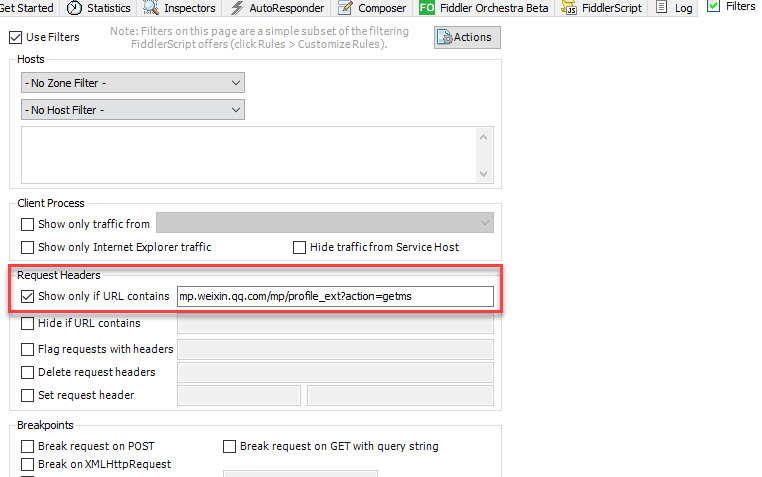 Get Started Statistics Inspectors AutoResponder Composer FO Fiddler Orchestra Beta JS FiddlerScript Log Filters
Use Filters Note: Filters on this page are a simple subset of the filtering FiddlerScript offers (click Rules > Customize Rules). Actions
Hosts
- No Zone Filter -
- No Host Filter -
Client Process
Show only traffic from
Show only Internet Explorer traffic Hide traffic from Service Host
Request Headers
Show only if URL contains mp.weixin.qq.com/mp/profile_ext?action=getms
Hide if URL contains
Flag requests with headers
Delete request headers
Set request header
Breakpoints
Break request on POST Break request on GET with query string
Break on XMLHttpRequest